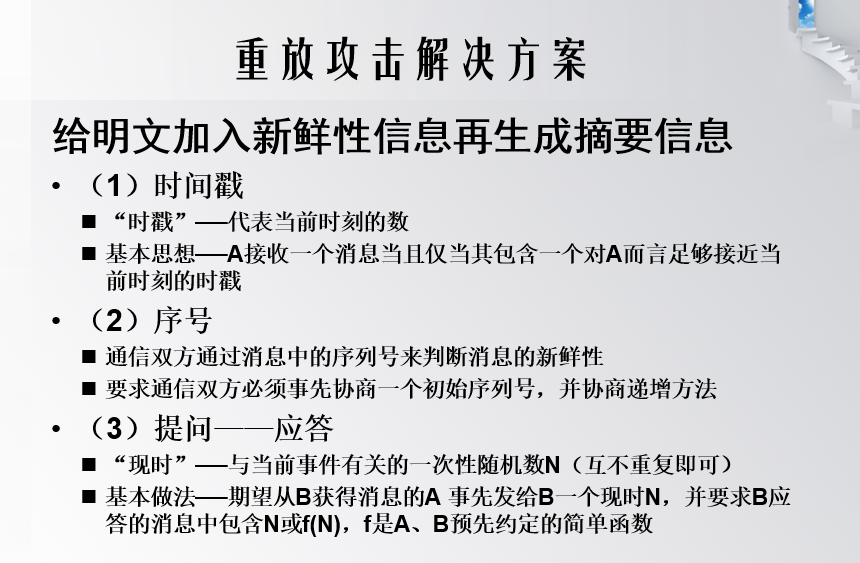 重放攻击解决方案
给明文加入新鲜性信息再生成摘要信息
• （1）时间戳
■ “时戳”──代表当前时刻的数
■ 基本思想──A接收一个消息当且仅当其包含一个对A而言足够接近当
前时刻的时戳
• （2）序号
■ 通信双方通过消息中的序列号来判断消息的新鲜性
■ 要求通信双方必须事先协商一个初始序列号，并协商递增方法
• （3）提问——应答
■ “现时”──与当前事件有关的一次性随机数N（互不重复即可）
■ 基本做法──期望从B获得消息的A 事先发给B一个现时N，并要求B应
答的消息中包含N或f(N)，f是A、B预先约定的简单函数